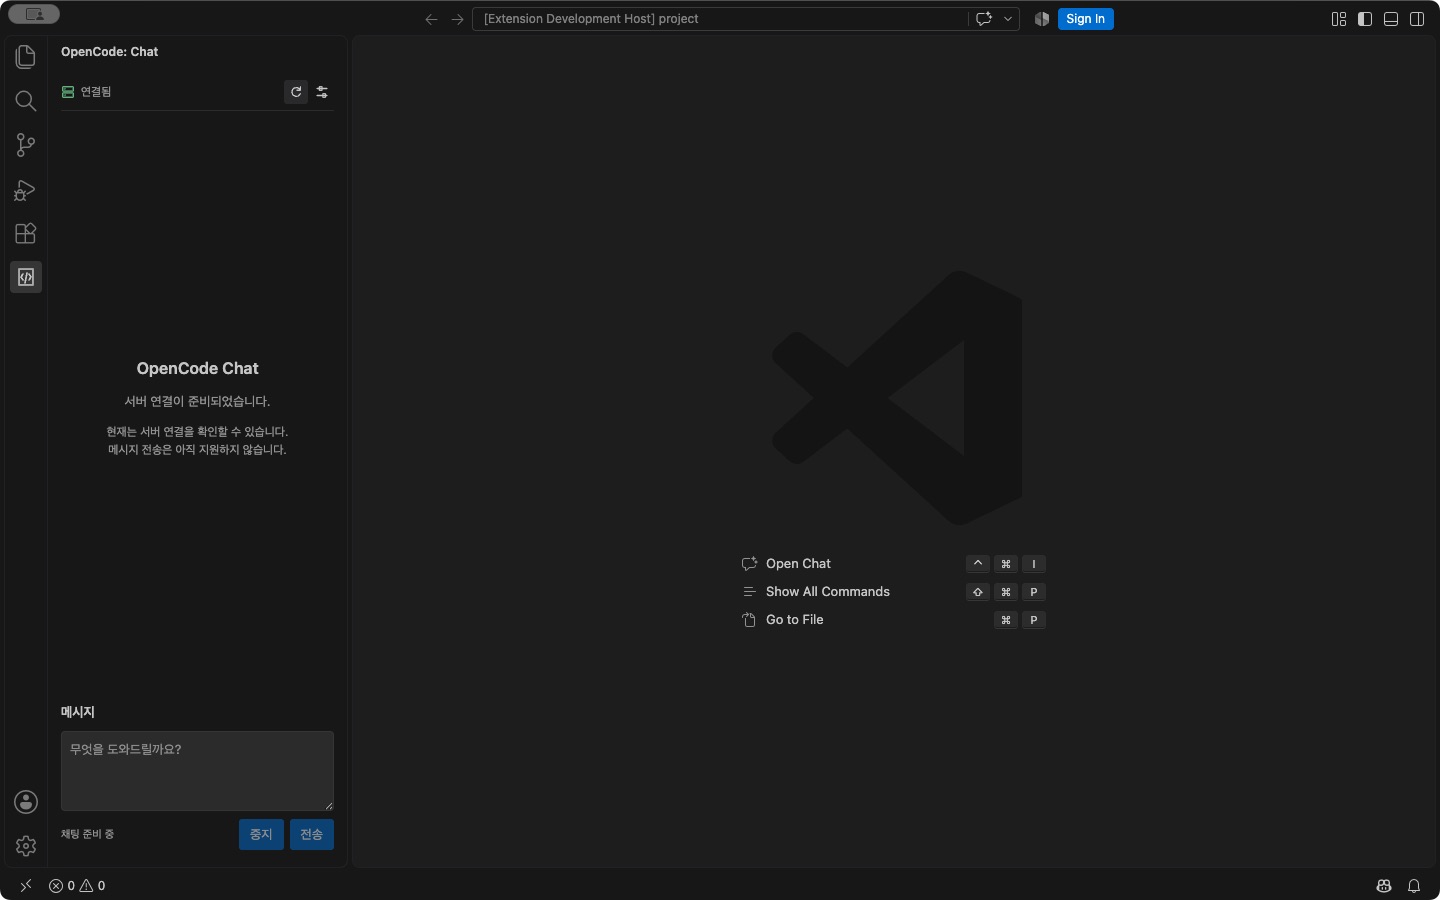 [Extension Development Host] project
Sign In
OpenCode: Chat
연결됨
OpenCode Chat
서버 연결이 준비되었습니다.
현재는 서버 연결을 확인할 수 있습니다.
메시지 전송은 아직 지원하지 않습니다.
Open Chat ^ ⌘ I
Show All Commands ⇧ ⌘ P
Go to File ⌘ P
메시지
무엇을 도와드릴까요?
채팅 준비 중
중지
전송
0 0